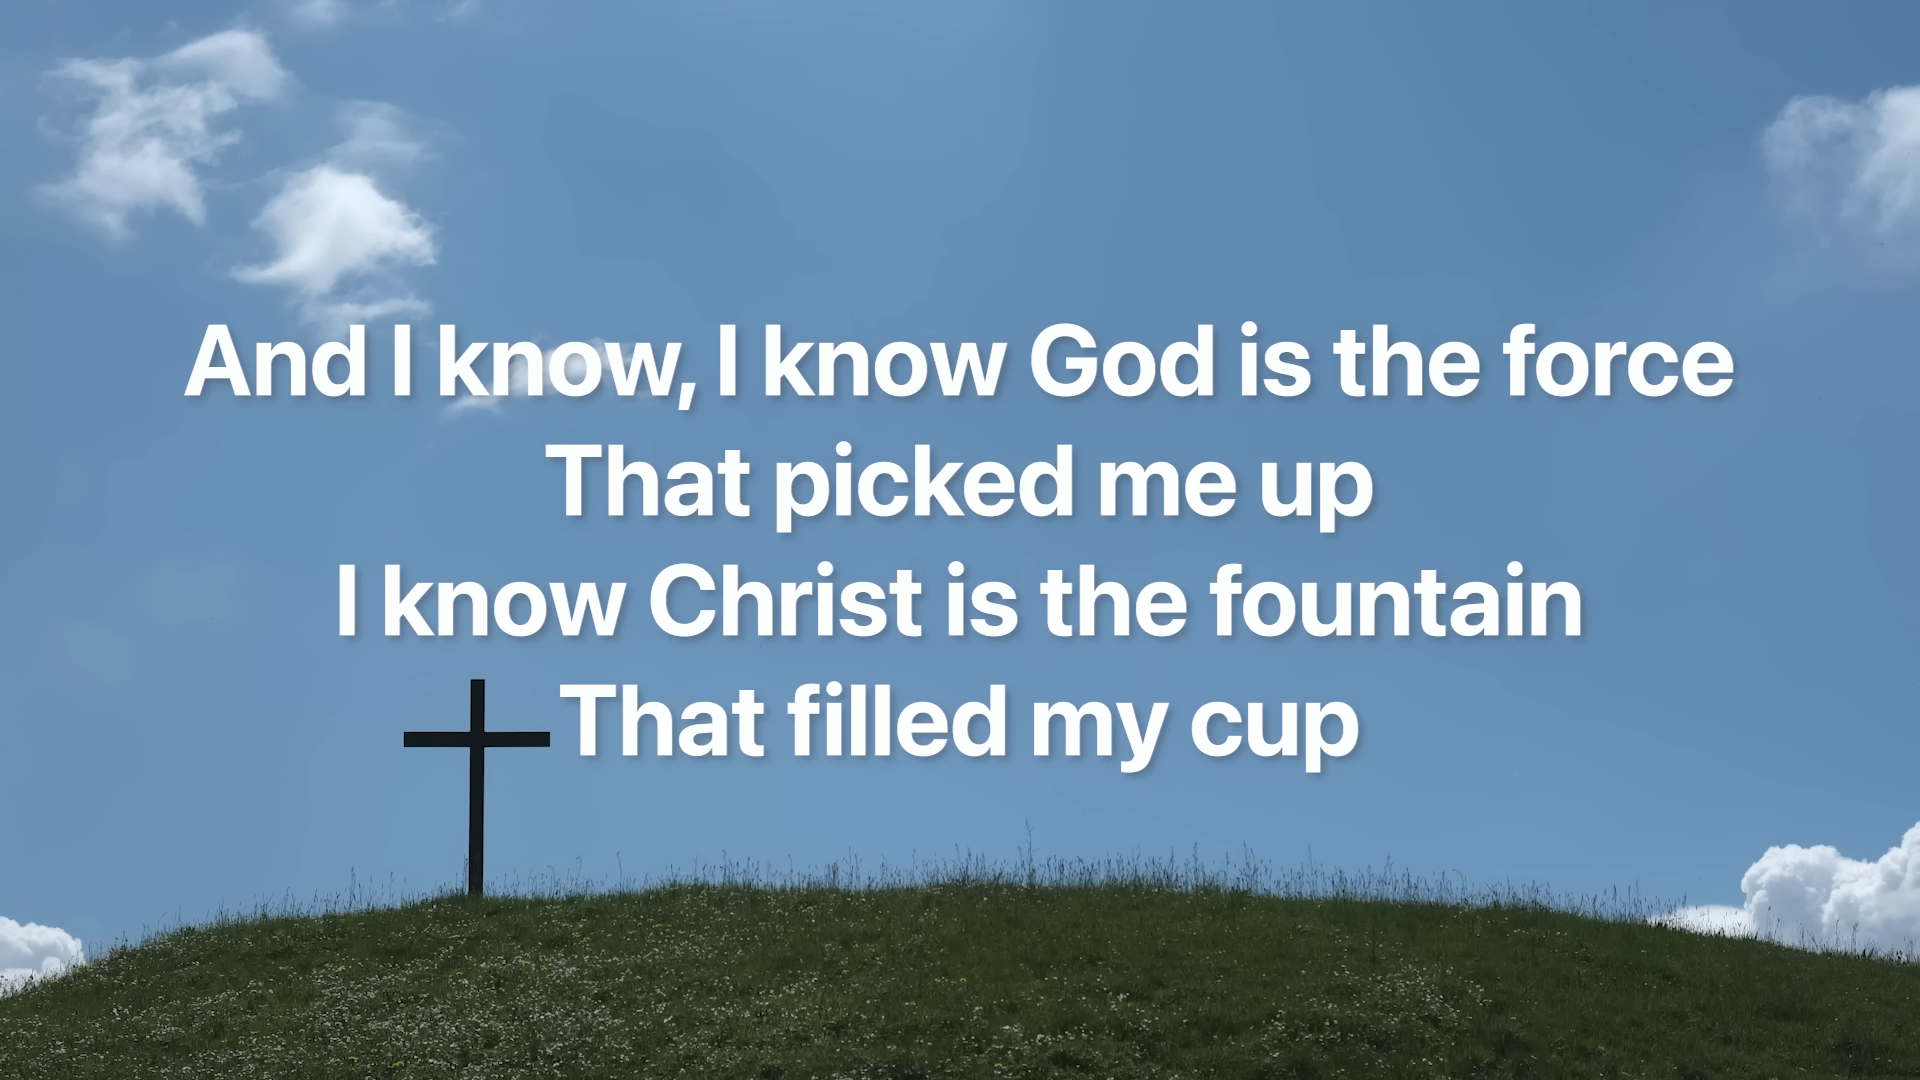 And I know, I know God is the force
That picked me up
I know Christ is the fountain
That filled my cup